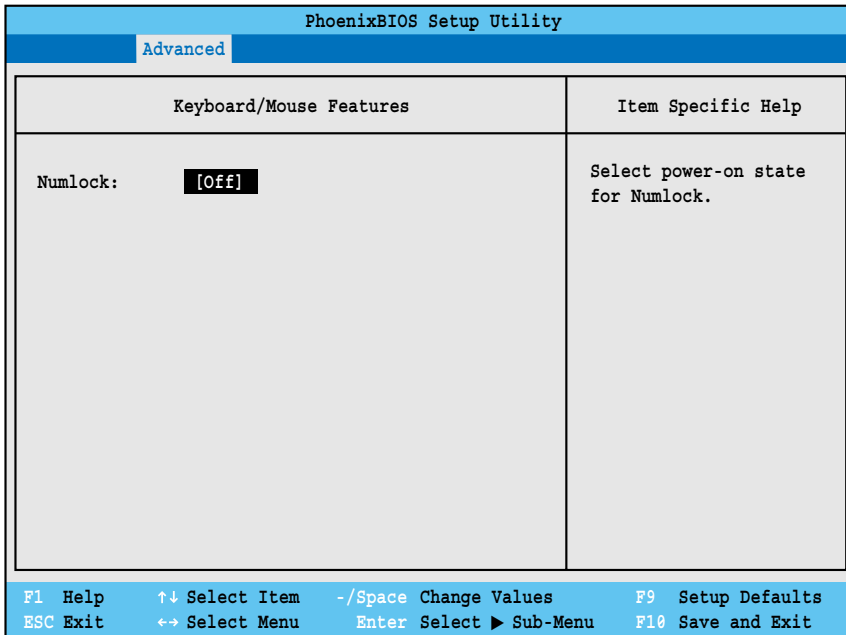 PhoenixBIOS Setup Utility
Advanced
Keyboard/Mouse Features
Item Specific Help
Numlock: [Off]
Select power-on state
for Numlock.
F1 Help ↑↓ Select Item -/Space Change Values F9 Setup Defaults
ESC Exit ←→ Select Menu Enter Select ▶ Sub-Menu F10 Save and Exit